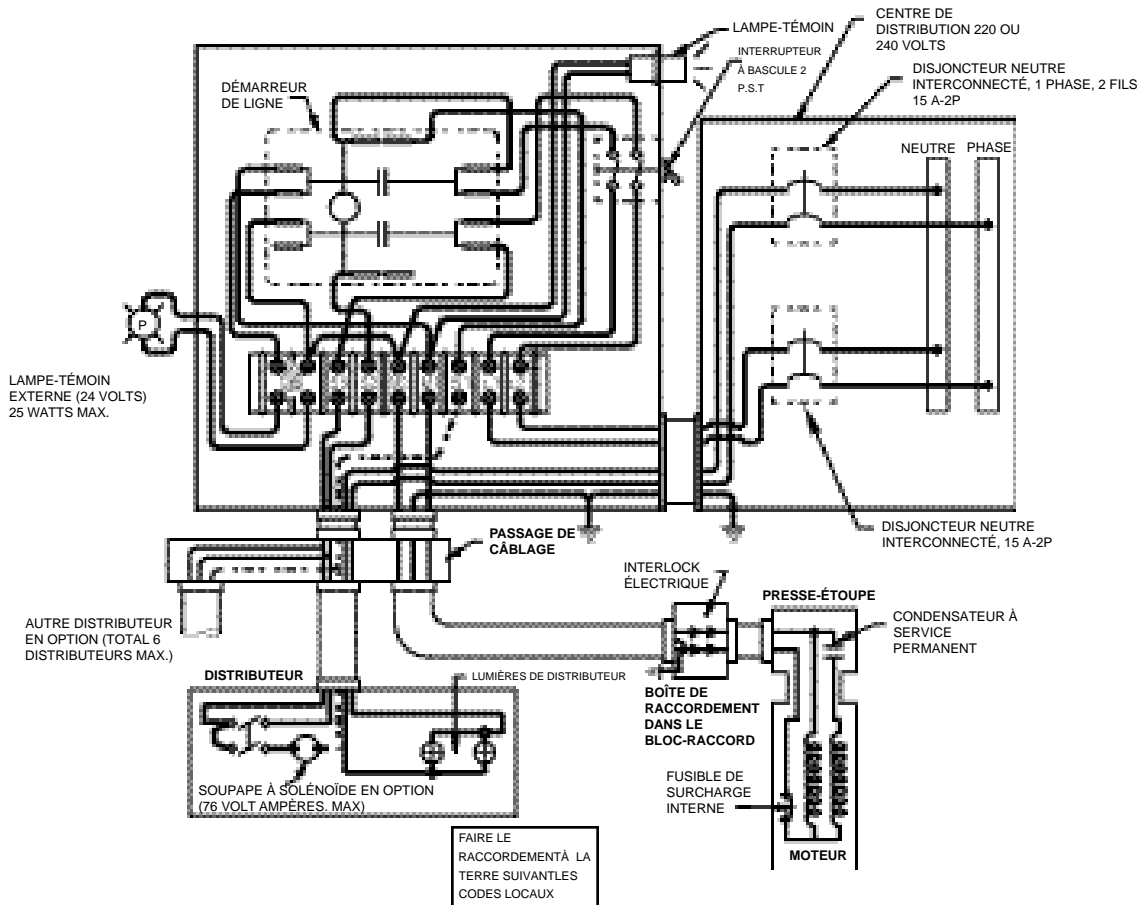 LAMPE-TÉMOIN
CENTRE DE
DISTRIBUTION 220 OU
240 VOLTS
INTERRUPTEUR
À BASCULE 2
P.S.T
DISJONCTEUR NEUTRE
INTERCONNECTÉ, 1 PHASE, 2 FILS
15 A-2P
DÉMARREUR
DE LIGNE
NEUTRE
PHASE
P
LAMPE-TÉMOIN
EXTERNE (24 VOLTS)
25 WATTS MAX.
PASSAGE DE
CÂBLAGE
DISJONCTEUR NEUTRE
INTERCONNECTÉ, 15 A-2P
INTERLOCK
ÉLECTRIQUE
PRESSE-ÉTOUPE
CONDENSATEUR À
SERVICE
PERMANENT
AUTRE DISTRIBUTEUR
EN OPTION (TOTAL 6
DISTRIBUTEURS MAX.)
DISTRIBUTEUR
LUMIÈRES DE DISTRIBUTEUR
BOÎTE DE
RACCORDEMENT
DANS LE
BLOC-RACCORD
SOUPAPE À SOLÉNOÏDE EN OPTION
(76 VOLT AMPÈRES. MAX)
FUSIBLE DE
SURCHARGE
INTERNE
MOTEUR
FAIRE LE
RACCORDEMENTÀ LA
TERRE SUIVANTLES
CODES LOCAUX